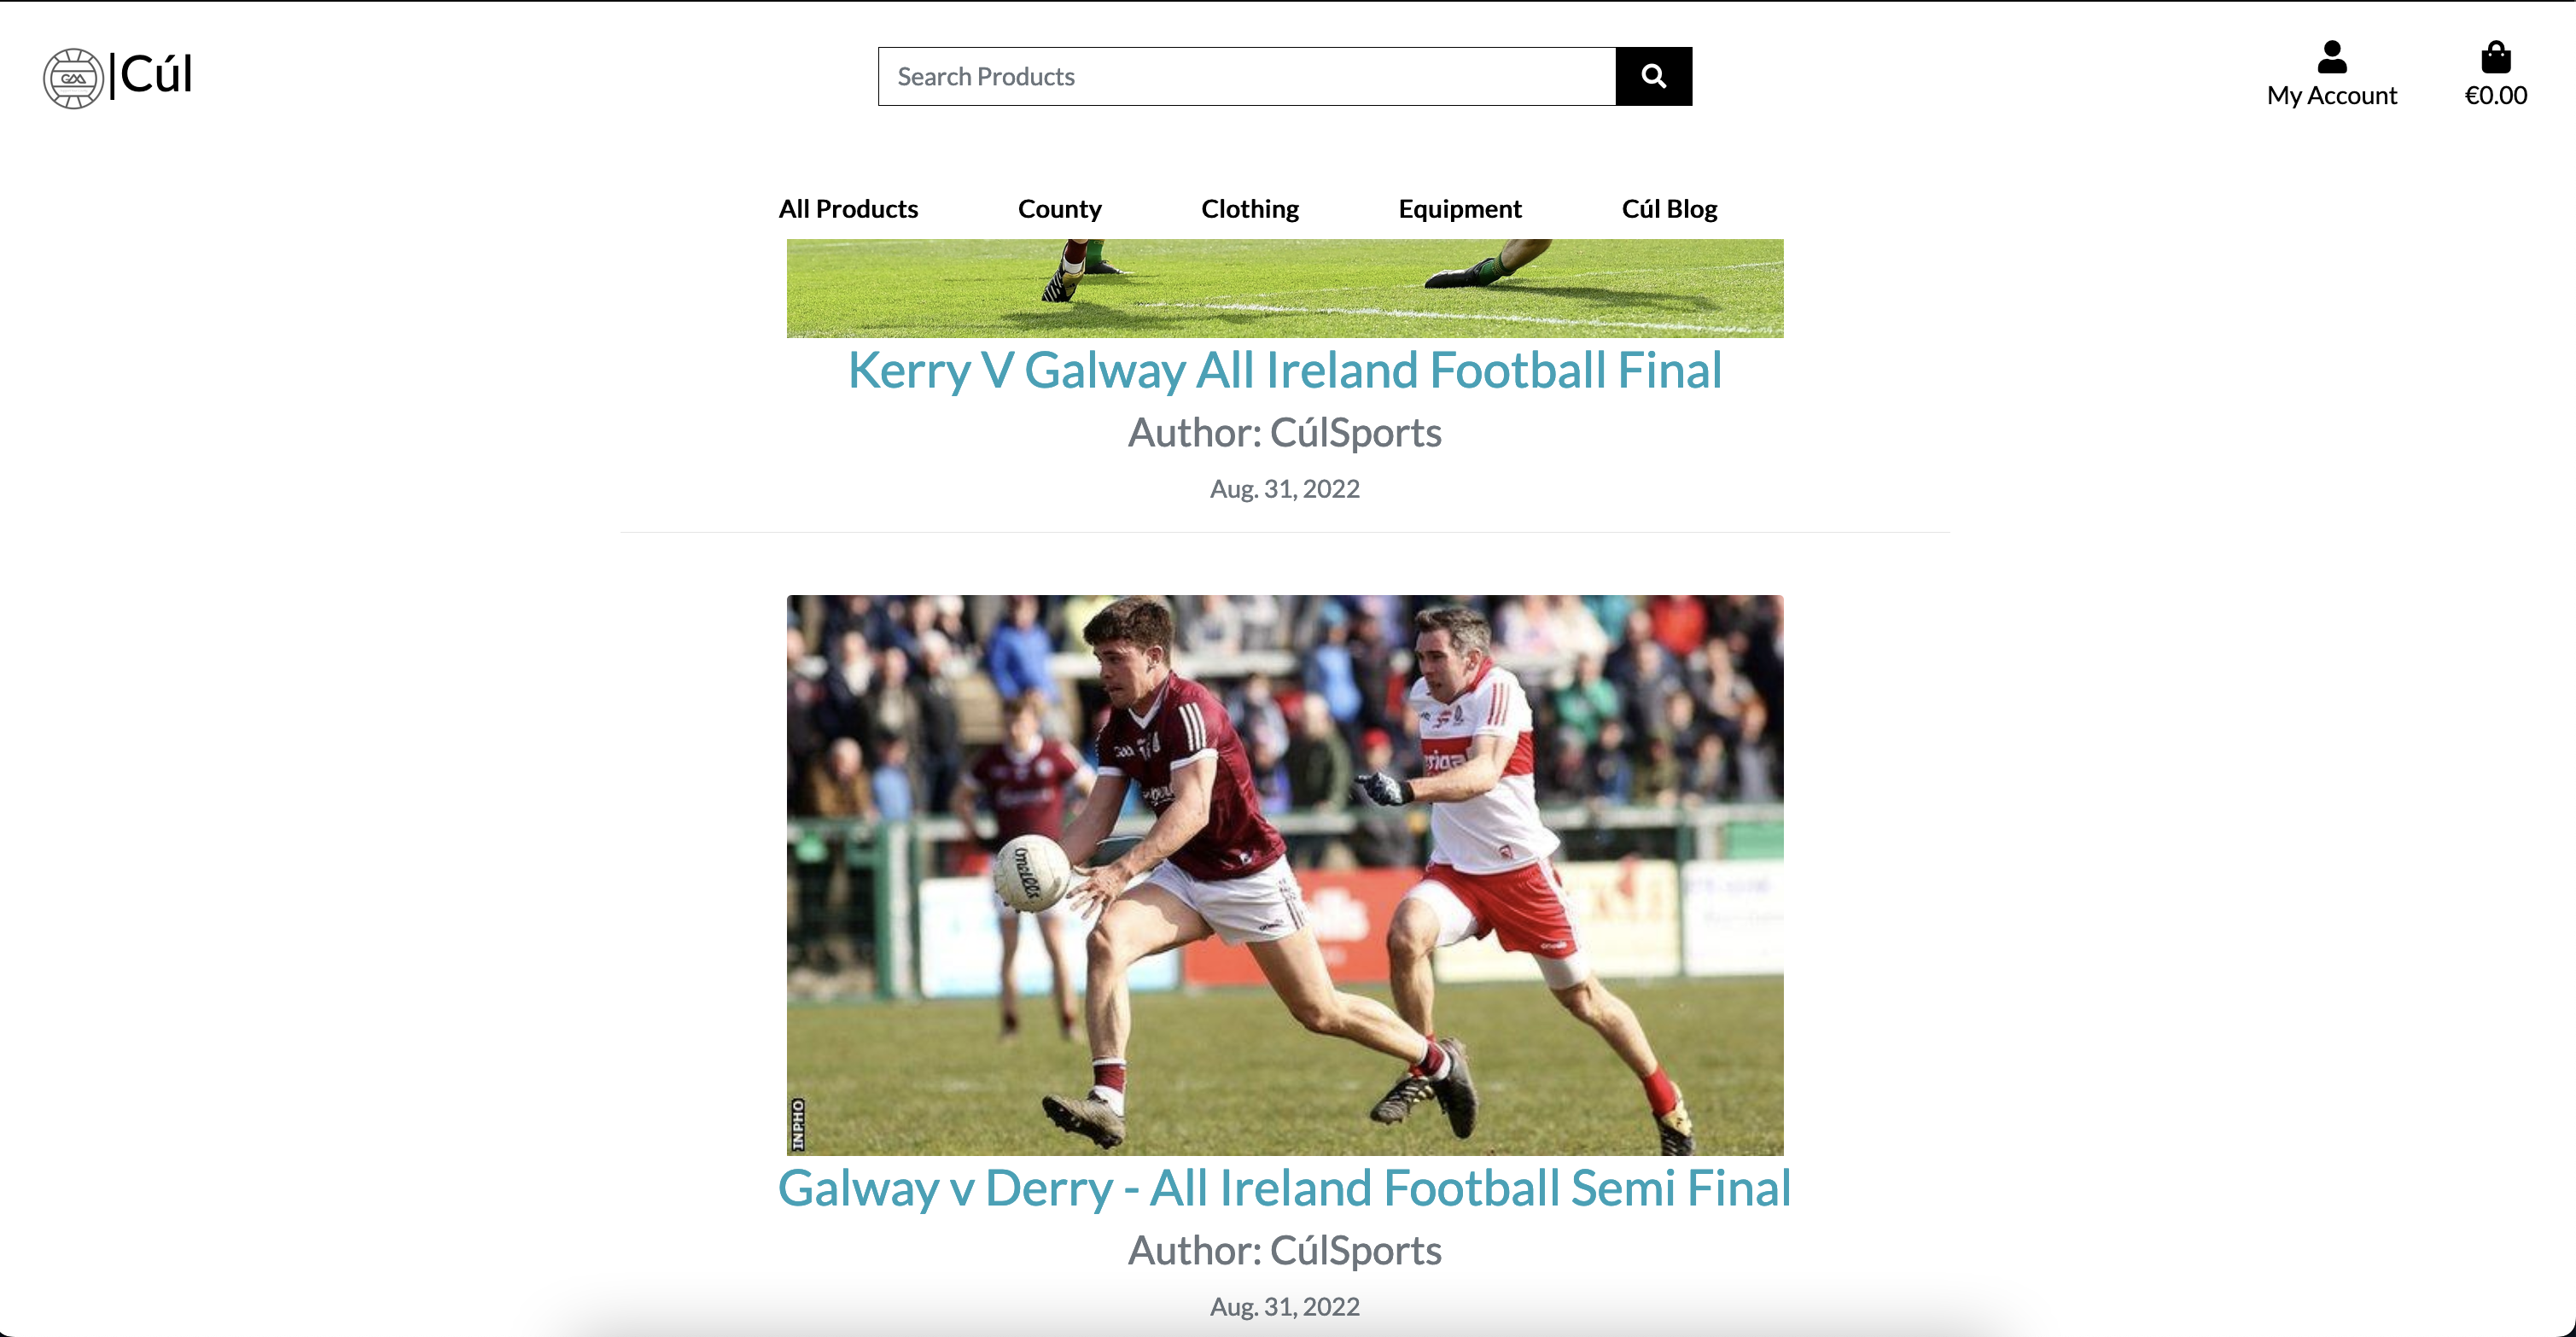 GAA
|Cúl
Search Products
My Account
€0.00
All Products
County
Clothing
Equipment
Cúl Blog
Kerry V Galway All Ireland Football Final
Author: CúlSports
Aug. 31, 2022
O'Neills
INPHO
Galway v Derry - All Ireland Football Semi Final
Author: CúlSports
Aug. 31, 2022